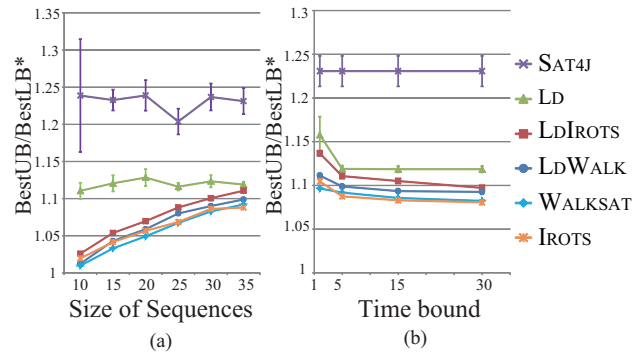 BestUB/BestLB*
1.35
1.3
1.25
1.2
1.15
1.1
1.05
1
10 15 20 25 30 35
Size of Sequences
(a)
BestUB/BestLB*
1.3
1.25
1.2
1.15
1.1
1.05
1
1 5 15 30
Time bound
(b)
SAT4J
LD
LDIROTS
LDWALK
WALKSAT
IROTS